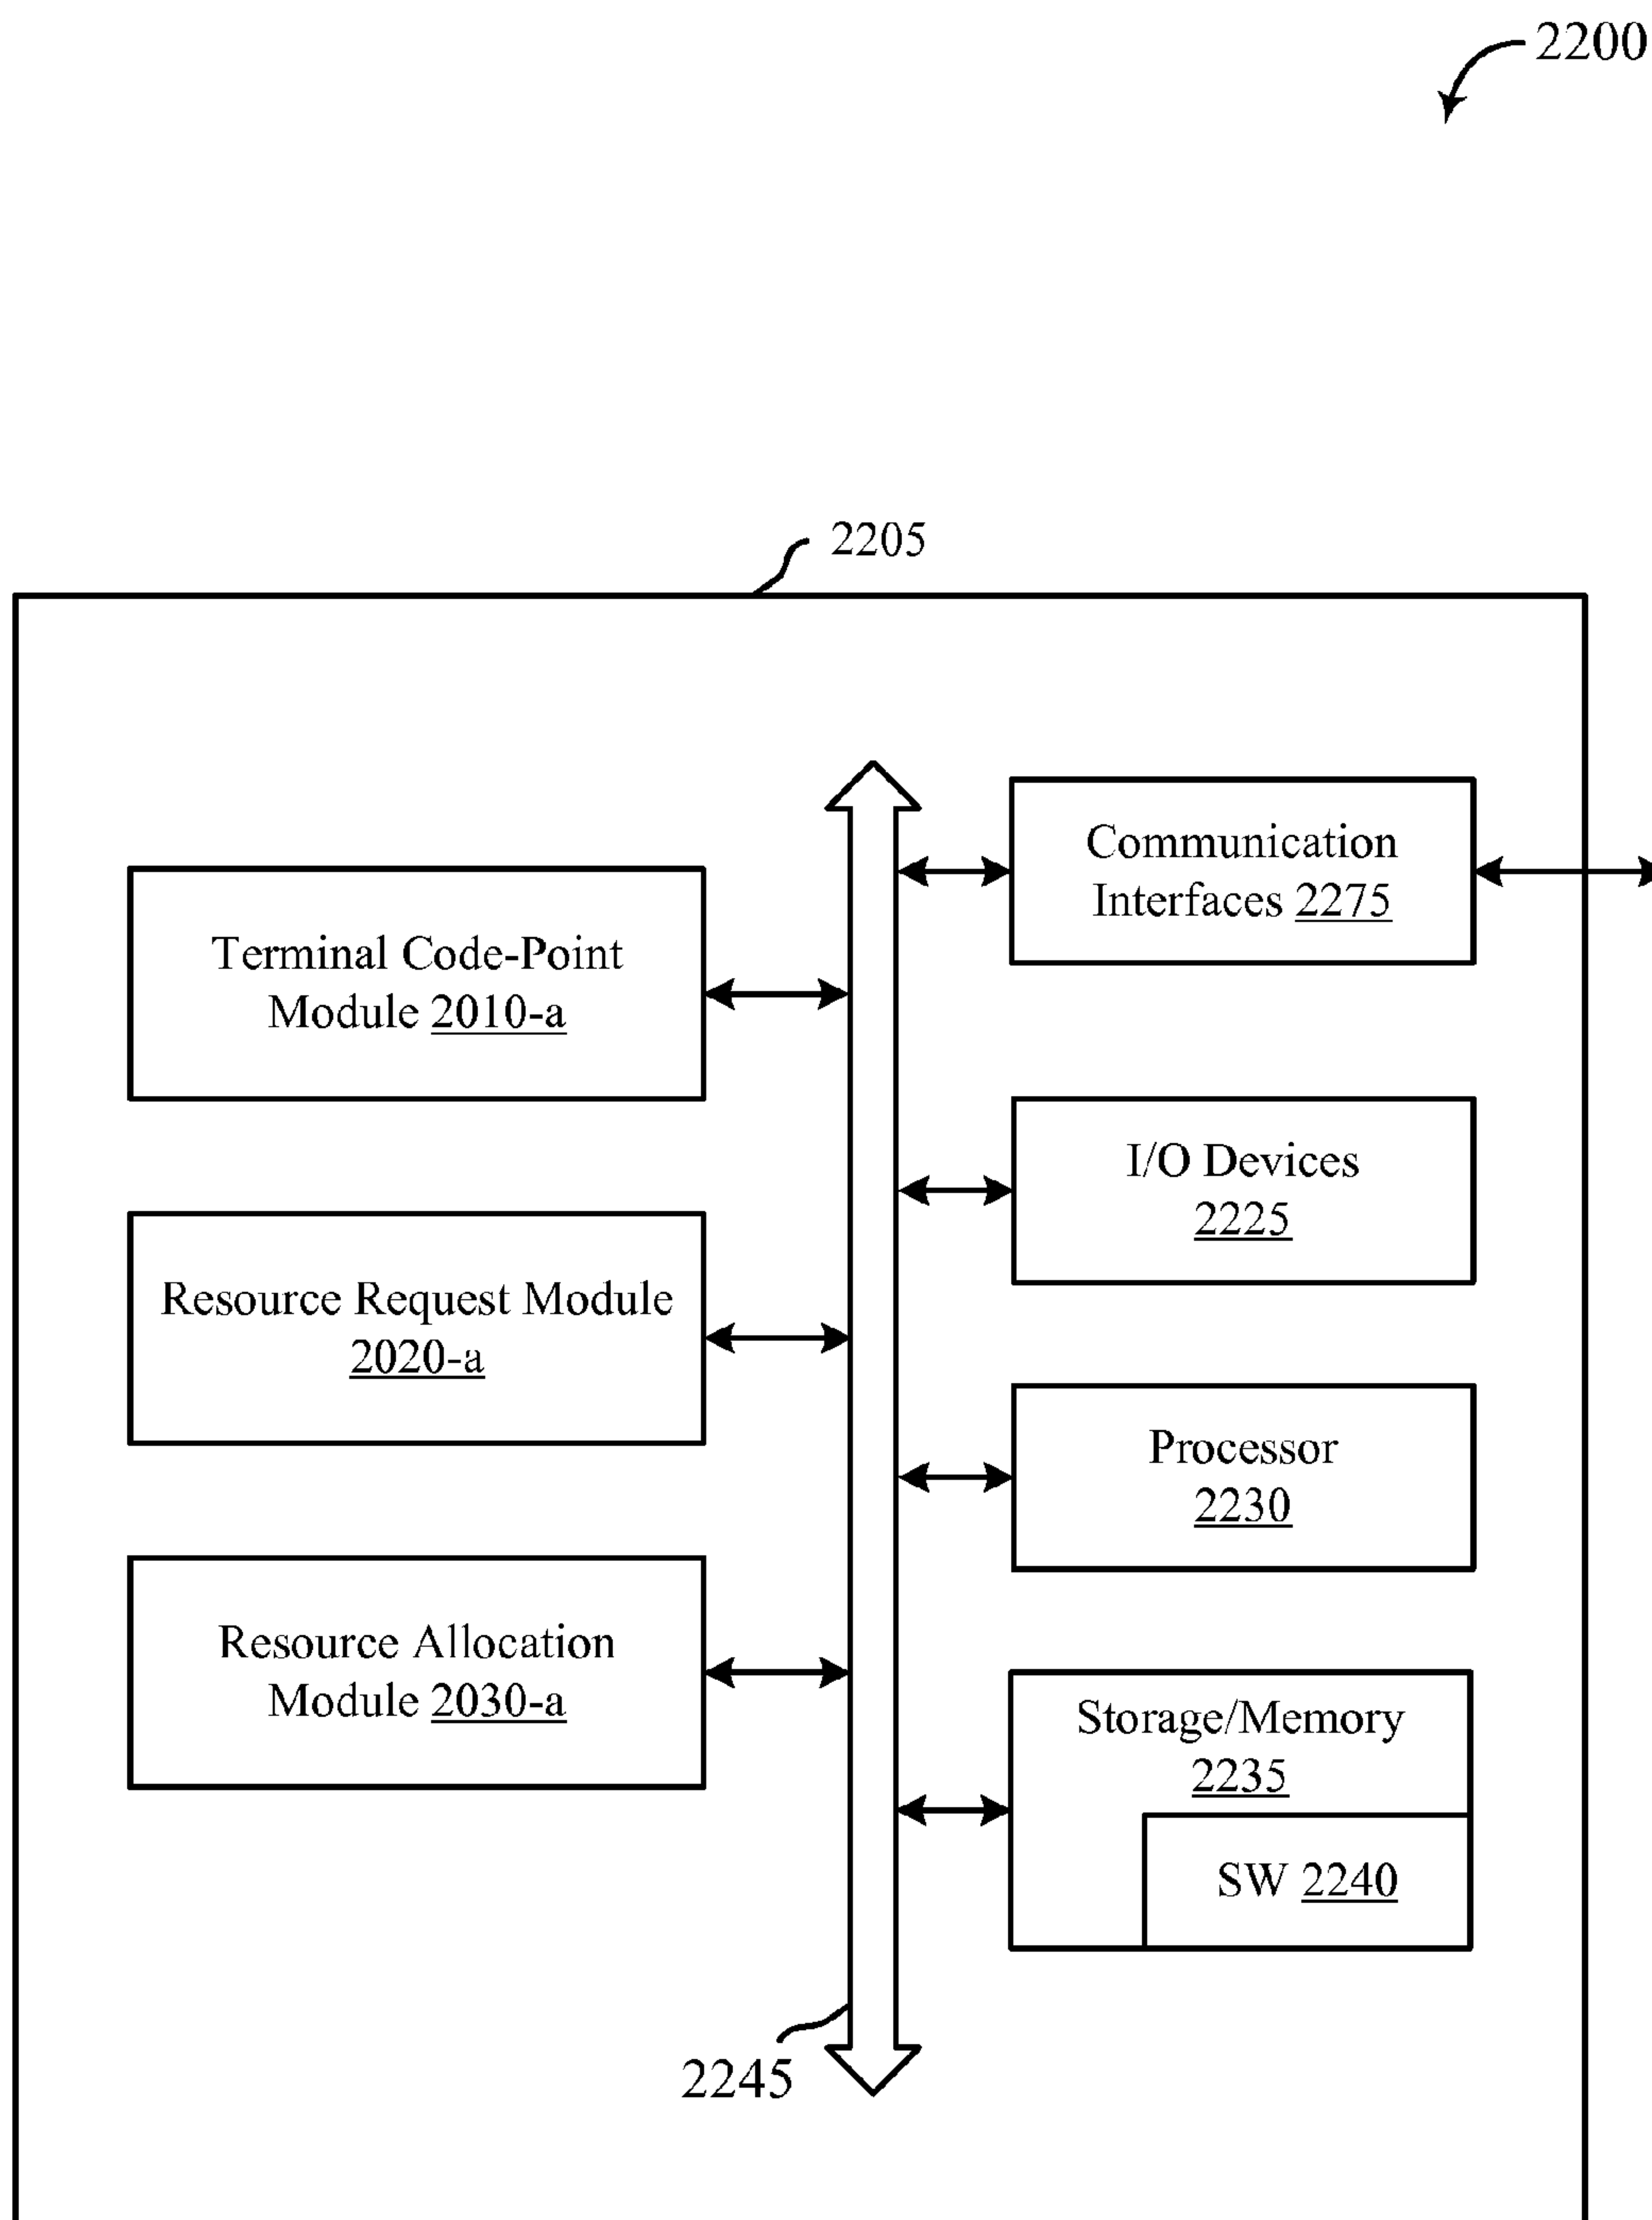 2200
2205
Communication
Interfaces 2275
Terminal Code-Point
Module 2010-a
I/O Devices
2225
Resource Request Module
2020-a
Processor
2230
Resource Allocation
Module 2030-a
Storage/Memory
2235
SW 2240
2245